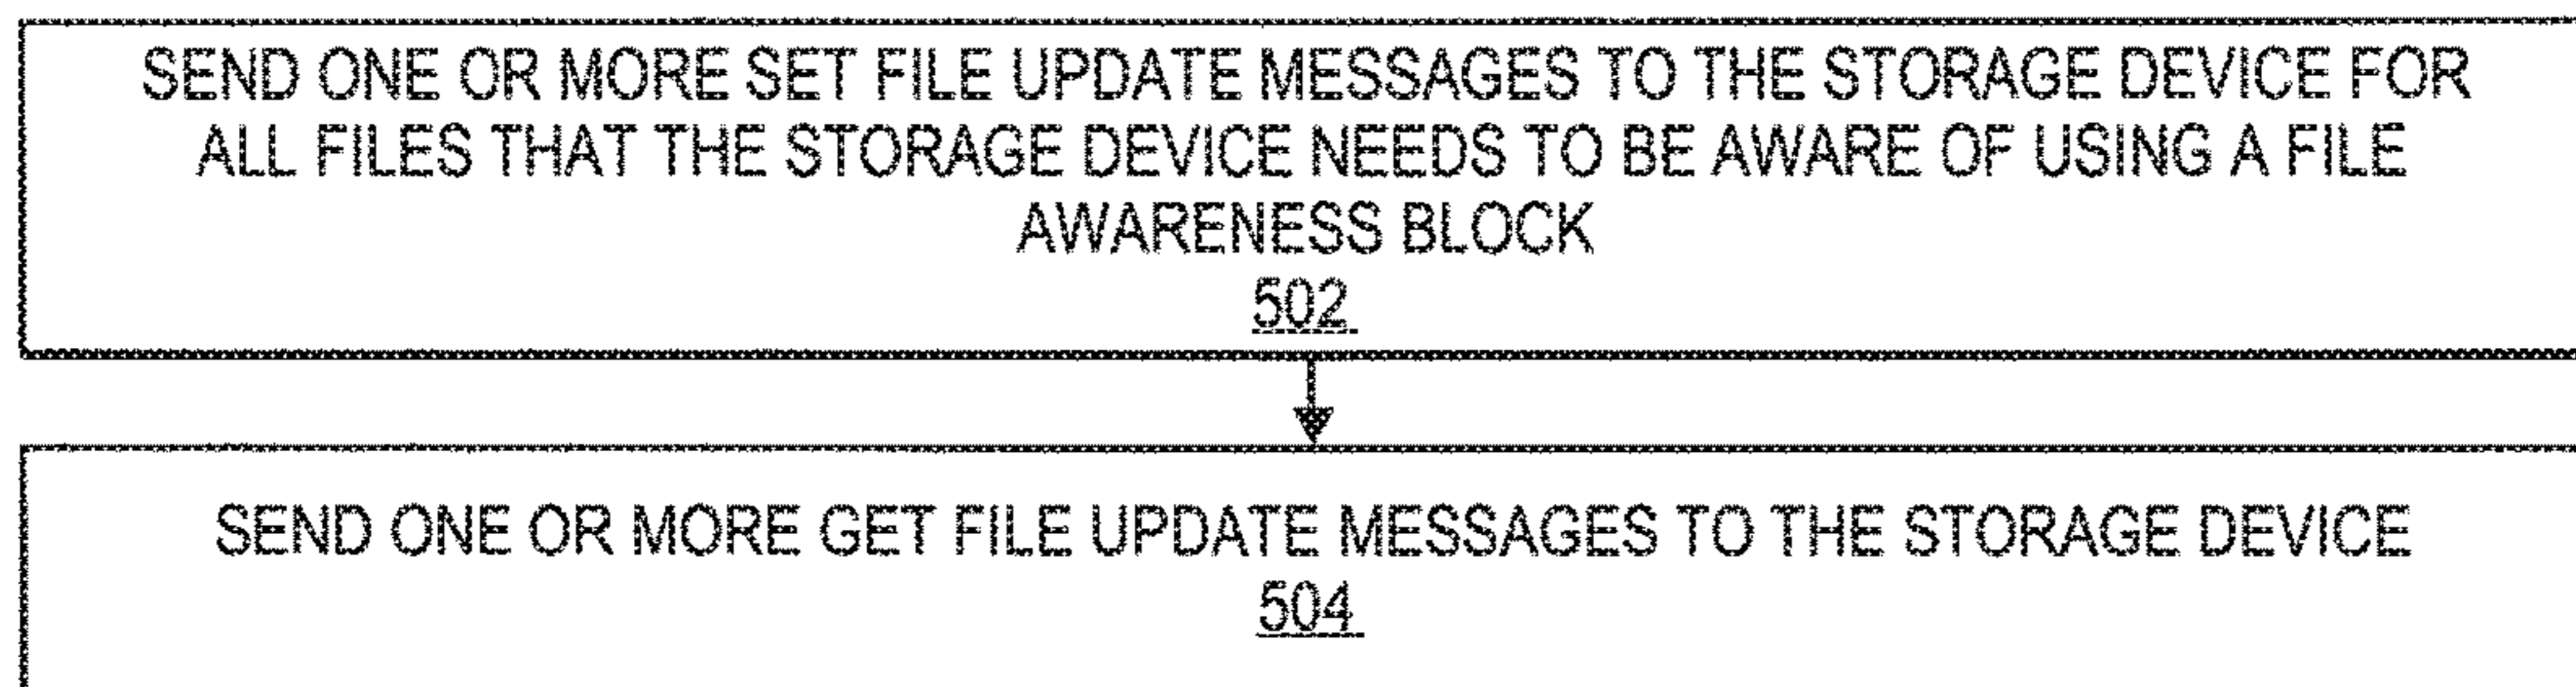 SEND ONE OR MORE SET FILE UPDATE MESSAGES TO THE STORAGE DEVICE FOR
ALL FILES THAT THE STORAGE DEVICE NEEDS TO BE AWARE OF USING A FILE
AWARENESS BLOCK
502
SEND ONE OR MORE GET FILE UPDATE MESSAGES TO THE STORAGE DEVICE
504